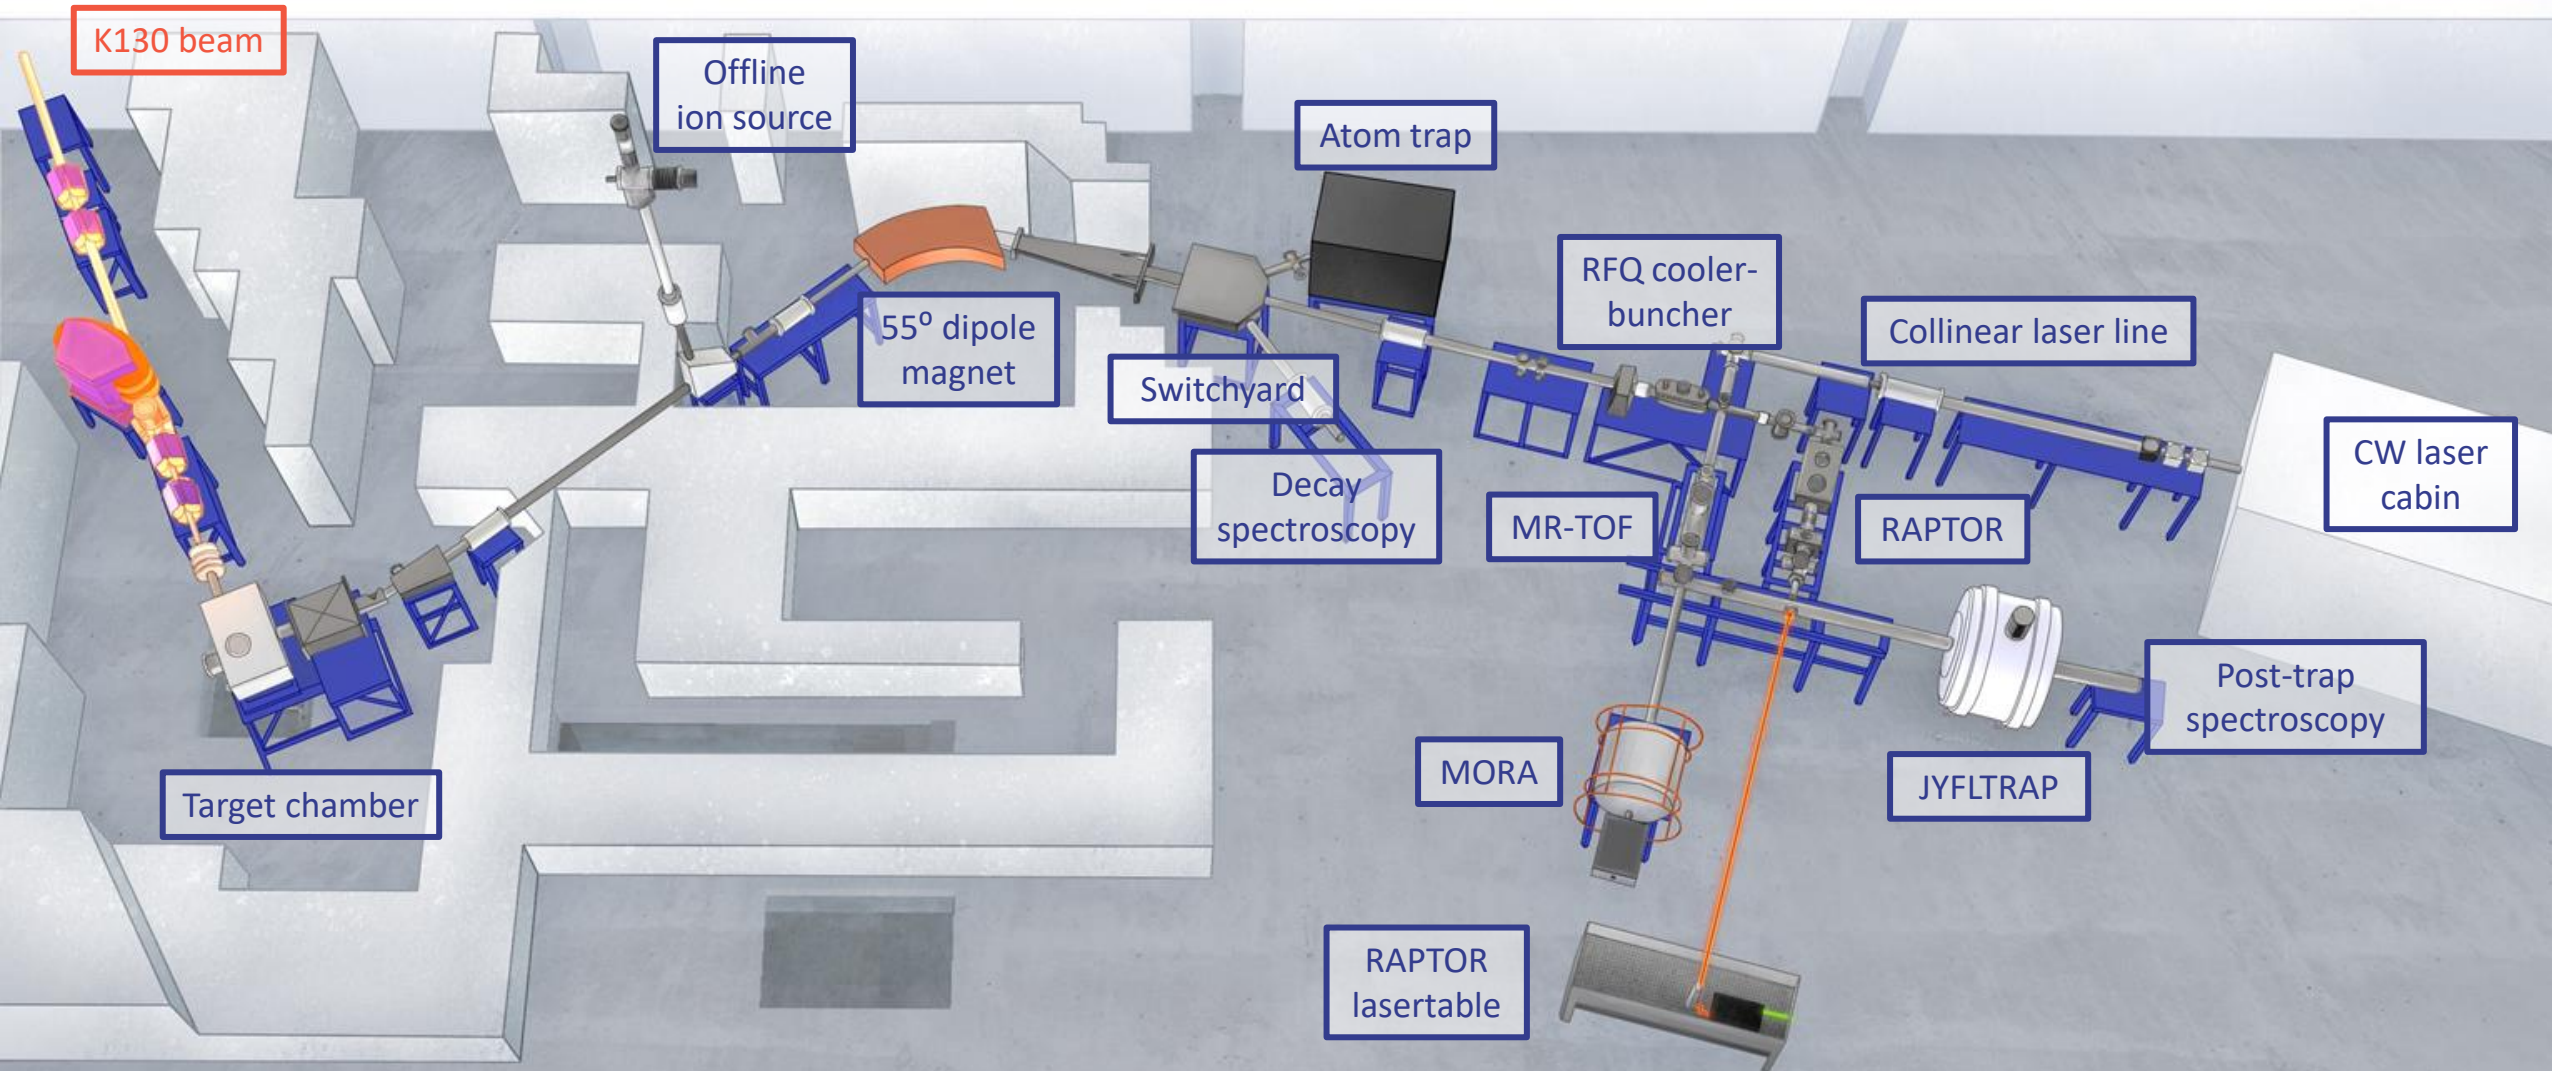 K130 beam
Offline
ion source
Atom trap
RFQ cooler-
buncher
Collinear laser line
55º dipole
magnet
Switchyard
Decay
spectroscopy
MR-TOF
RAPTOR
CW laser
cabin
Post-trap
spectroscopy
Target chamber
MORA
JYFLTRAP
RAPTOR
lasertable